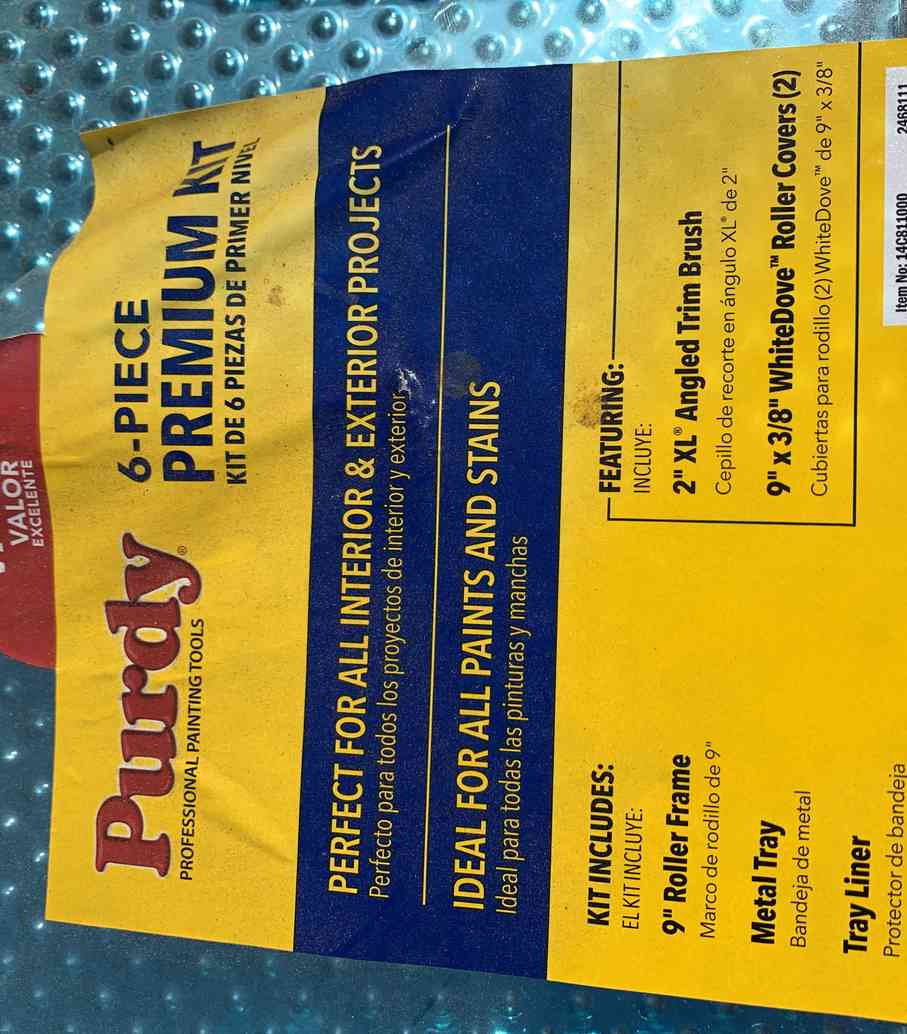 VALOR
EXCELENTE
Purdy®
PROFESSIONAL PAINTING TOOLS
6-PIECE
PREMIUM KIT
KIT DE 6 PIEZAS DE PRIMER NIVEL
PERFECT FOR ALL INTERIOR & EXTERIOR PROJECTS
Perfecto para todos los proyectos de interior y exterior
IDEAL FOR ALL PAINTS AND STAINS
Ideal para todas las pinturas y manchas
KIT INCLUDES:
EL KIT INCLUYE:
9" Roller Frame
Marco de rodillo de 9"
Metal Tray
Bandeja de metal
Tray Liner
Protector de bandeja
FEATURING:
INCLUYE:
2" XL® Angled Trim Brush
Cepillo de recorte en ángulo XL® de 2"
9" x 3/8" WhiteDove™ Roller Covers (2)
Cubiertas para rodillo (2) WhiteDove™ de 9" x 3/8"
Item No: 14C811000 2468111